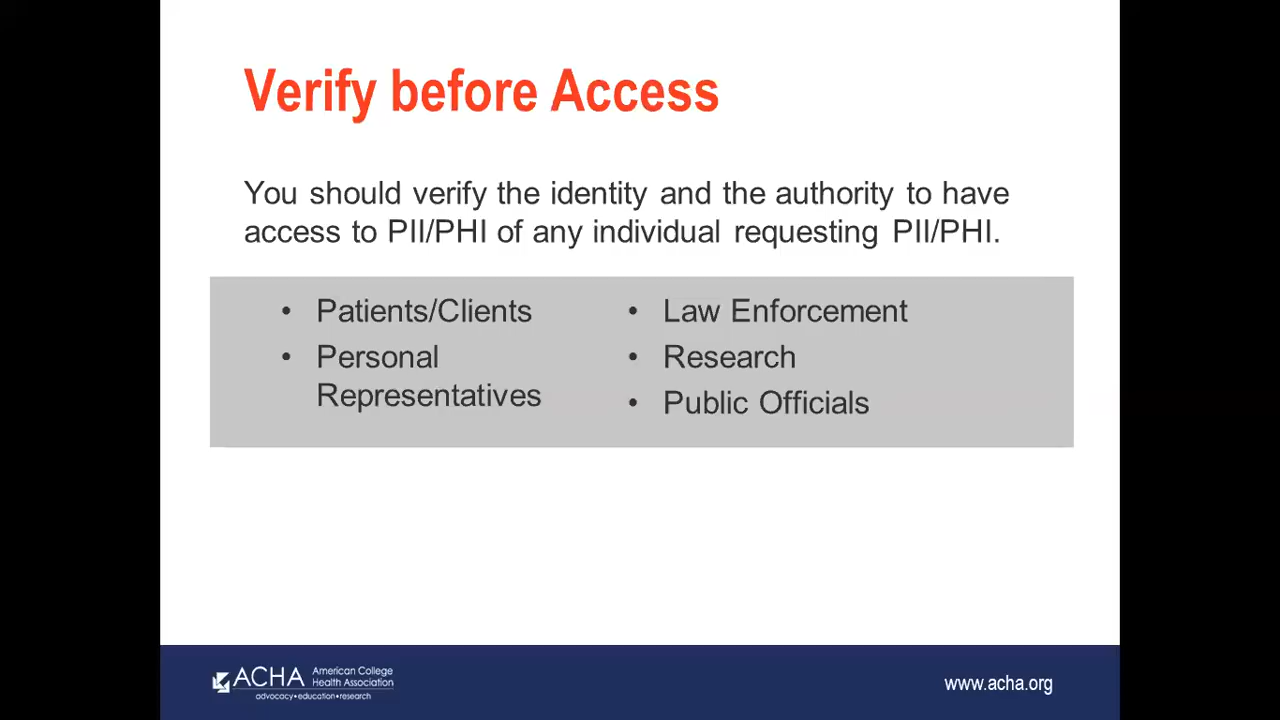 Verify before Access
You should verify the identity and the authority to have
access to PII/PHI of any individual requesting PII/PHI.
• Patients/Clients
• Personal
Representatives
• Law Enforcement
• Research
• Public Officials
ACHA
American College
Health Association
advocacy•education•research
www.acha.org